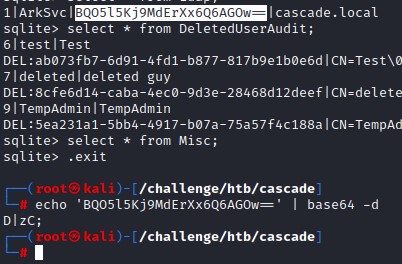 1|ArkSvc|BQO5l5Kj9MdErXx6Q6AGOw==|cascade.local
sqlite> select * from DeletedUserAudit;
6|test|Test
DEL:ab073fb7-6d91-4fd1-b877-817b9e1b0e6d|CN=Test\0
7|deleted|deleted guy
DEL:8cfe6d14-caba-4ec0-9d3e-28468d12deef|CN=delete
9|TempAdmin|TempAdmin
DEL:5ea231a1-5bb4-4917-b07a-75a57f4c188a|CN=TempAd
sqlite> select * from Misc;
sqlite> .exit
┌──(root㉿kali)-[/challenge/htb/cascade]
└─# echo 'BQO5l5Kj9MdErXx6Q6AGOw==' | base64 -d
D|zC;
┌──(root㉿kali)-[/challenge/htb/cascade]
└─#